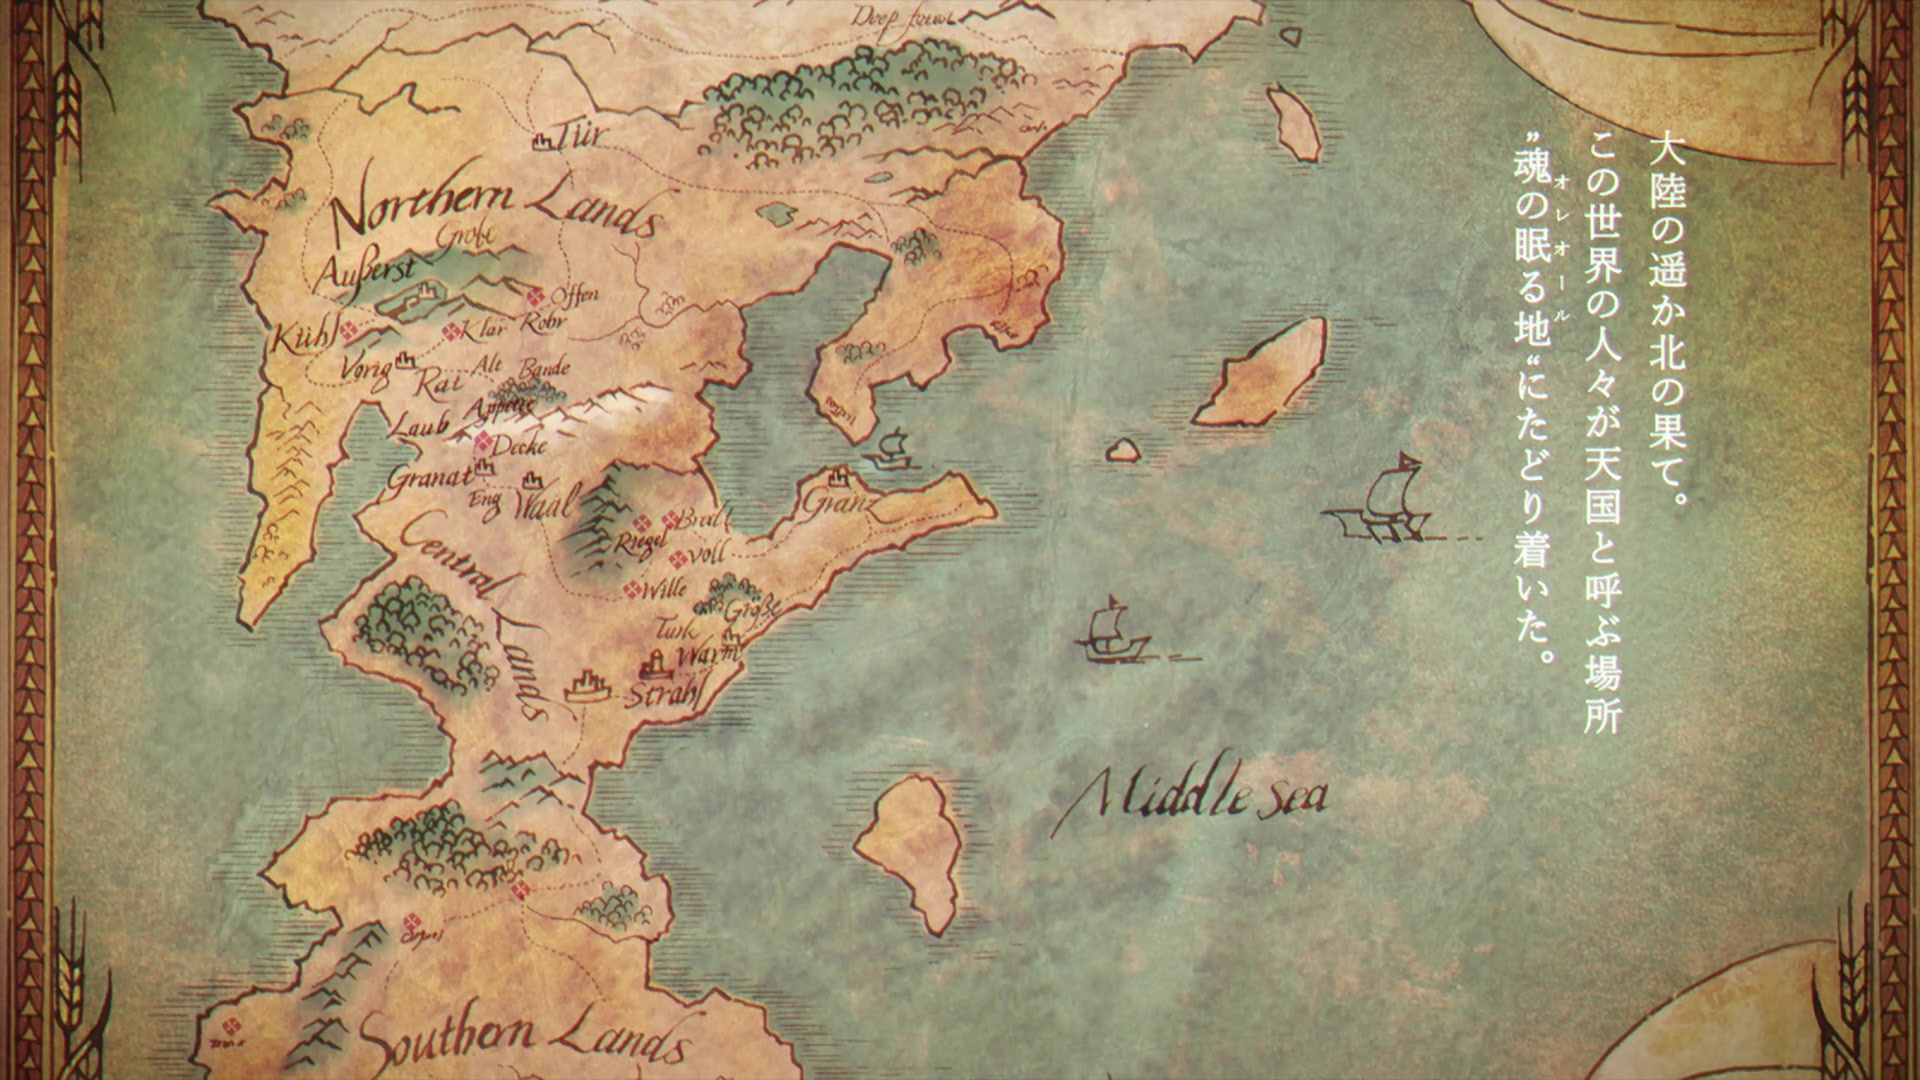 大陸の遥か北の果て。
この世界の人々が天国と呼ぶ場所
オレオール
”魂の眠る地“にたどり着いた。
Deep forest
Tür
Northern Lands
Grobe
Außerst
Offen
Kühl
Klar
Rohr
Vorig
Rat
Alt
Bande
Appetit
Laub
Decke
Granat
Eng
Waal
Granz
Riegel
Breit
Voll
Central Lands
Wille
Große
Turk
Warm
Strahl
Middle sea
Southern Lands